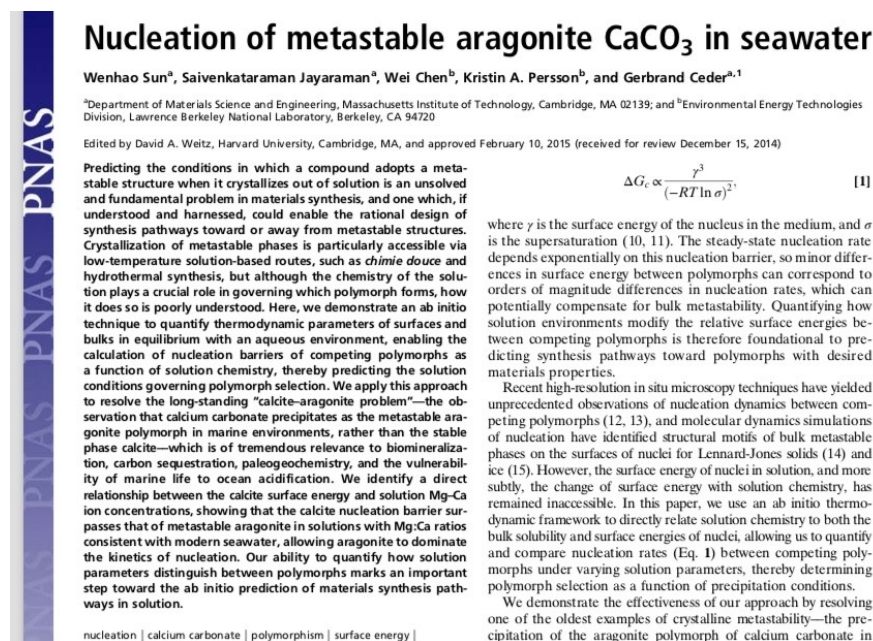 PNAS PNAS PNAS
Nucleation of metastable aragonite CaCO₃ in seawater
Wenhao Sunᵃ, Saivenkataraman Jayaramanᵃ, Wei Chenᵇ, Kristin A. Perssonᵇ, and Gerbrand Cederᵃ,¹
ᵃDepartment of Materials Science and Engineering, Massachusetts Institute of Technology, Cambridge, MA 02139; and ᵇEnvironmental Energy Technologies
Division, Lawrence Berkeley National Laboratory, Berkeley, CA 94720
Edited by David A. Weitz, Harvard University, Cambridge, MA, and approved February 10, 2015 (received for review December 15, 2014)
Predicting the conditions in which a compound adopts a meta-
stable structure when it crystallizes out of solution is an unsolved
and fundamental problem in materials synthesis, and one which, if
understood and harnessed, could enable the rational design of
synthesis pathways toward or away from metastable structures.
Crystallization of metastable phases is particularly accessible via
low-temperature solution-based routes, such as chimie douce and
hydrothermal synthesis, but although the chemistry of the solu-
tion plays a crucial role in governing which polymorph forms, how
it does so is poorly understood. Here, we demonstrate an ab initio
technique to quantify thermodynamic parameters of surfaces and
bulks in equilibrium with an aqueous environment, enabling the
calculation of nucleation barriers of competing polymorphs as
a function of solution chemistry, thereby predicting the solution
conditions governing polymorph selection. We apply this approach
to resolve the long-standing “calcite–aragonite problem”—the ob-
servation that calcium carbonate precipitates as the metastable ara-
gonite polymorph in marine environments, rather than the stable
phase calcite—which is of tremendous relevance to biomineraliza-
tion, carbon sequestration, paleogeochemistry, and the vulnerabil-
ity of marine life to ocean acidification. We identify a direct
relationship between the calcite surface energy and solution Mg–Ca
ion concentrations, showing that the calcite nucleation barrier sur-
passes that of metastable aragonite in solutions with Mg:Ca ratios
consistent with modern seawater, allowing aragonite to dominate
the kinetics of nucleation. Our ability to quantify how solution
parameters distinguish between polymorphs marks an important
step toward the ab initio prediction of materials synthesis path-
ways in solution.
nucleation | calcium carbonate | polymorphism | surface energy |
ΔG_c ∝ γ³ / (−RT ln σ)², [1]
where γ is the surface energy of the nucleus in the medium, and σ
is the supersaturation (10, 11). The steady-state nucleation rate
depends exponentially on this nucleation barrier, so minor differ-
ences in surface energy between polymorphs can correspond to
orders of magnitude differences in nucleation rates, which can
potentially compensate for bulk metastability. Quantifying how
solution environments modify the relative surface energies be-
tween competing polymorphs is therefore foundational to pre-
dicting synthesis pathways toward polymorphs with desired
materials properties.
Recent high-resolution in situ microscopy techniques have yielded
unprecedented observations of nucleation dynamics between com-
peting polymorphs (12, 13), and molecular dynamics simulations
of nucleation have identified structural motifs of bulk metastable
phases on the surfaces of nuclei for Lennard-Jones solids (14) and
ice (15). However, the surface energy of nuclei in solution, and more
subtly, the change of surface energy with solution chemistry, has
remained inaccessible. In this paper, we use an ab initio thermo-
dynamic framework to directly relate solution chemistry to both the
bulk solubility and surface energies of nuclei, allowing us to quantify
and compare nucleation rates (Eq. 1) between competing poly-
morphs under varying solution parameters, thereby determining
polymorph selection as a function of precipitation conditions.
We demonstrate the effectiveness of our approach by resolving
one of the oldest examples of crystalline metastability—the pre-
cipitation of the aragonite polymorph of calcium carbonate in